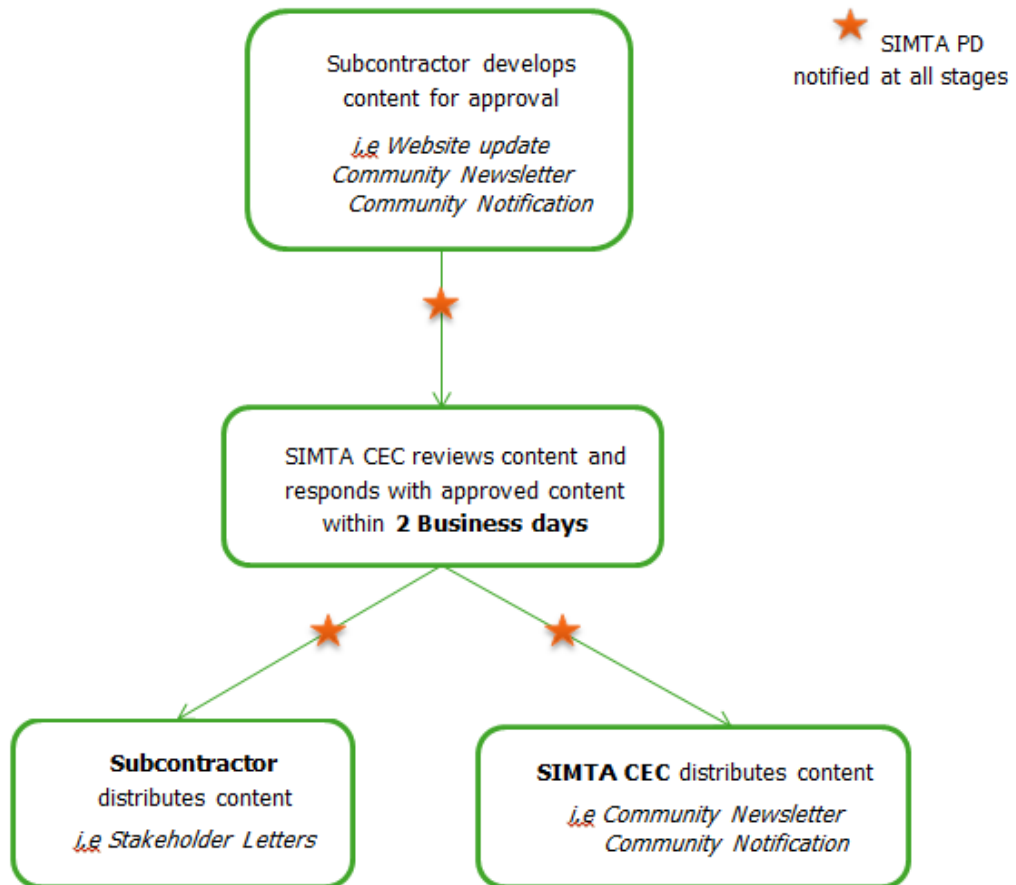 SIMTA PD
notified at all stages
Subcontractor develops
content for approval
i,e Website update
Community Newsletter
Community Notification
SIMTA CEC reviews content and
responds with approved content
within 2 Business days
Subcontractor
distributes content
i,e Stakeholder Letters
SIMTA CEC distributes content
i,e Community Newsletter
Community Notification